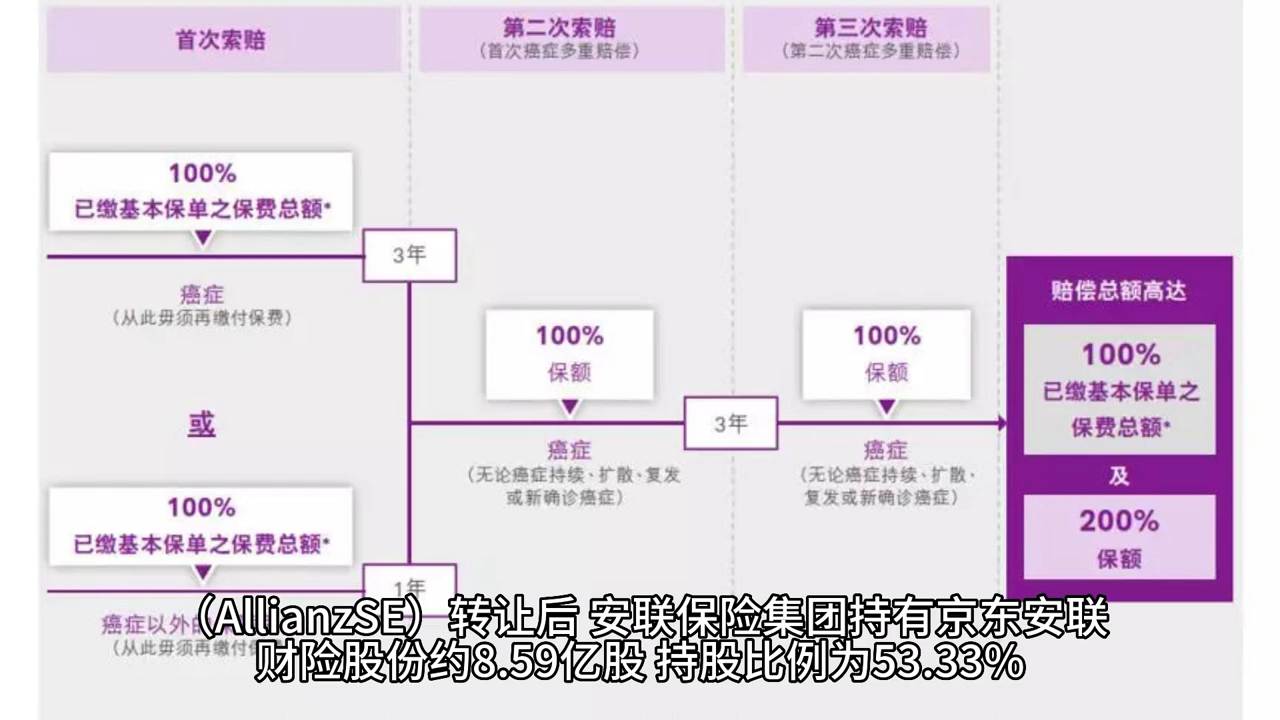 首次索赔
第二次索赔
（首次癌症多重赔偿）
第三次索赔
（第二次癌症多重赔偿）
100%
已缴基本保单之保费总额*
3年
癌症
（从此毋须再缴付保费）
或
100%
已缴基本保单之保费总额*
1年
癌症以外的
（从此毋须再缴付保费）
100%
保额
癌症
（无论癌症持续、扩散、复发
或新确诊癌症）
3年
100%
保额
癌症
（无论癌症持续、扩散、
复发或新确诊癌症）
赔偿总额高达
100%
已缴基本保单之
保费总额*
及
200%
保额
（AllianzSE）转让后 安联保险集团持有京东安联
财险股份约8.59亿股 持股比例为53.33%